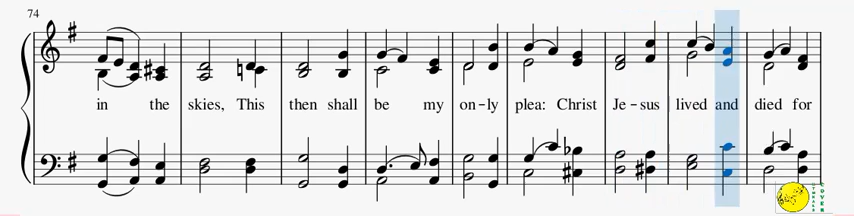 74
in the skies, This then shall be my on-ly plea: Christ Je-sus lived and died for